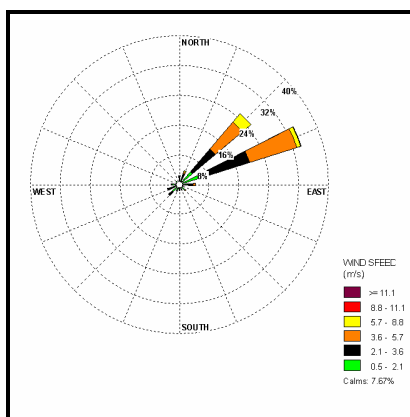 NORTH
40%
32%
24%
16%
8%
WEST
EAST
SOUTH
WIND SPEED
(m/s)
>= 11.1
8.8 - 11.1
5.7 - 8.8
3.6 - 5.7
2.1 - 3.6
0.5 - 2.1
Calms: 7.67%